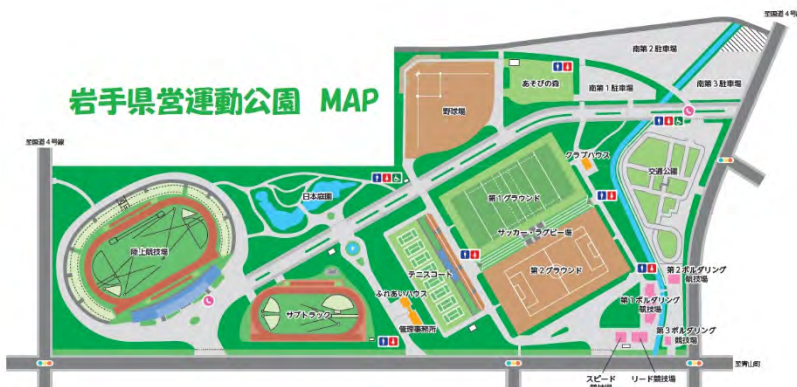 至国道4号線
南第2駐車場
岩手県営運動公園 MAP
あそびの森
南第1駐車場
南第3駐車場
野球場
至国道4号線
クラブハウス
交通公園
日本庭園
第1グラウンド
サッカー・ラグビー場
陸上競技場
テニスコート
第2グラウンド
第2ボルダリング
競技場
ふれあいハウス
第1ボルダリング
競技場
サブトラック
管理事務所
第3ボルダリング
競技場
至青山町
スピード
競技場
リード競技場